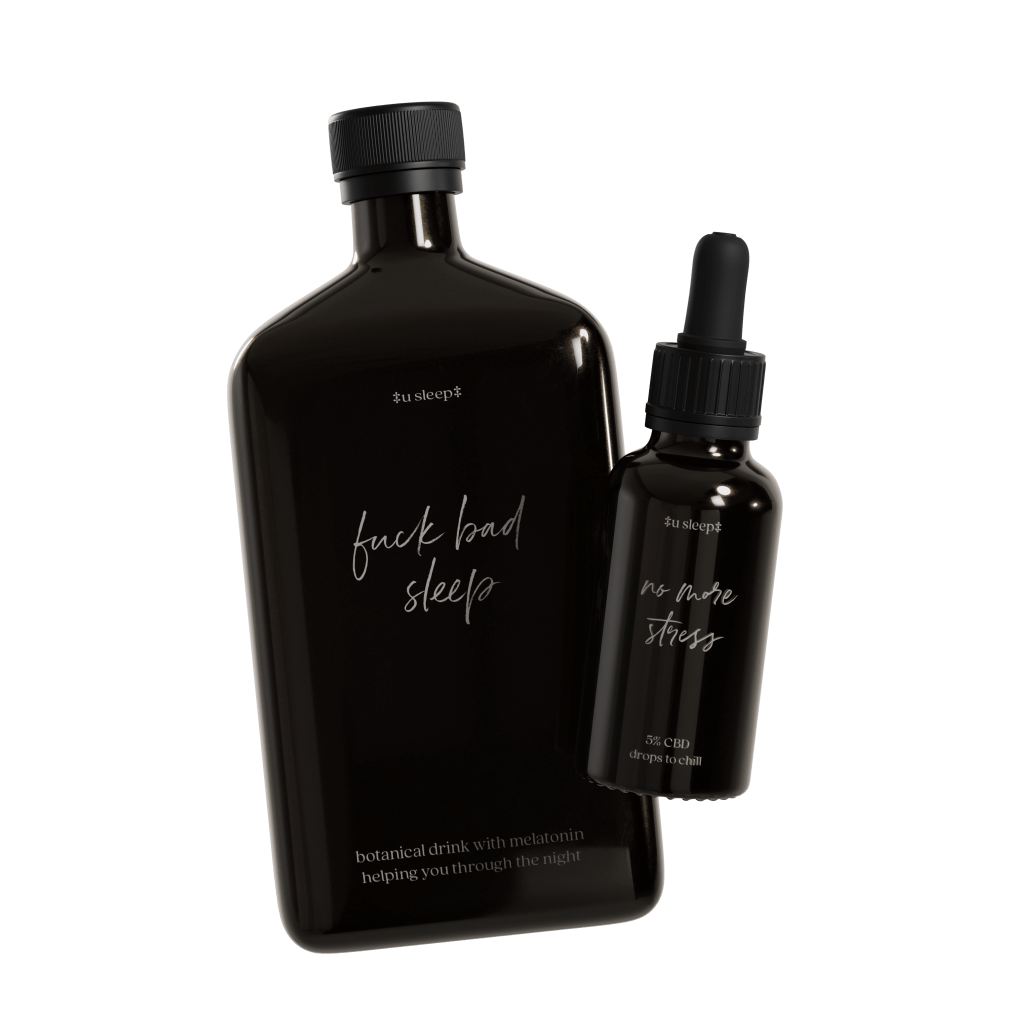 ‡u sleep‡
fuck bad
sleep
botanical drink with melatonin
helping you through the night
‡u sleep‡
no more
stress
5% CBD
drops to chill